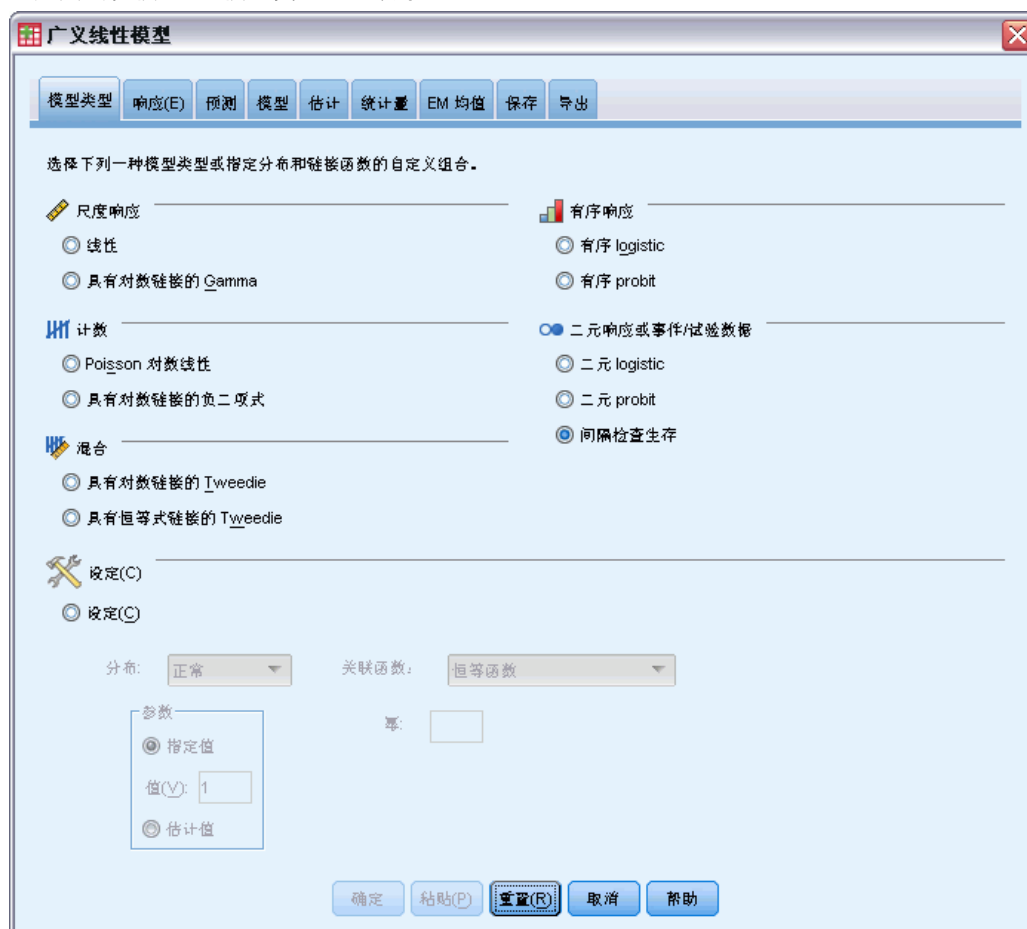 广义线性模型
模型类型 响应(E) 预测 模型 估计 统计量 EM 均值 保存 导出
选择下列一种模型类型或指定分布和链接函数的自定义组合。
尺度响应
线性
具有对数链接的 Gamma
计数
Poisson 对数线性
具有对数链接的负二项式
混合
具有对数链接的 Tweedie
具有恒等式链接的 Tweedie
有序响应
有序 logistic
有序 probit
二元响应或事件/试验数据
二元 logistic
二元 probit
间隔检查生存
设定(C)
设定(C)
分布: 正常 关联函数: 恒等函数
参数
指定值
值(V): 1
估计值
幂:
确定 粘贴(P) 重置(R) 取消 帮助